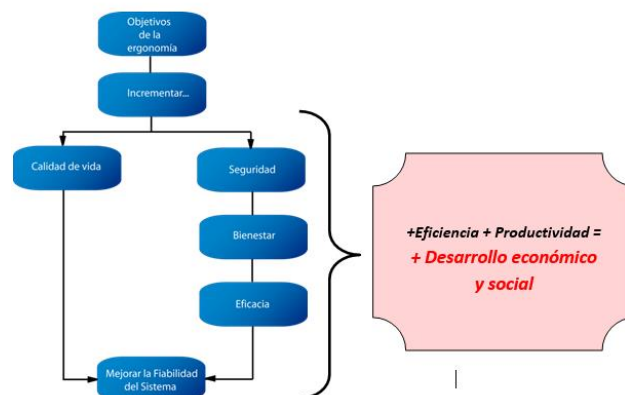 Objetivos
de la
ergonomía
Incrementar...
Calidad de vida
Seguridad
Bienestar
Eficacia
Mejorar la Fiabilidad
del Sistema
+Eficiencia + Productividad =
+ Desarrollo económico
y social